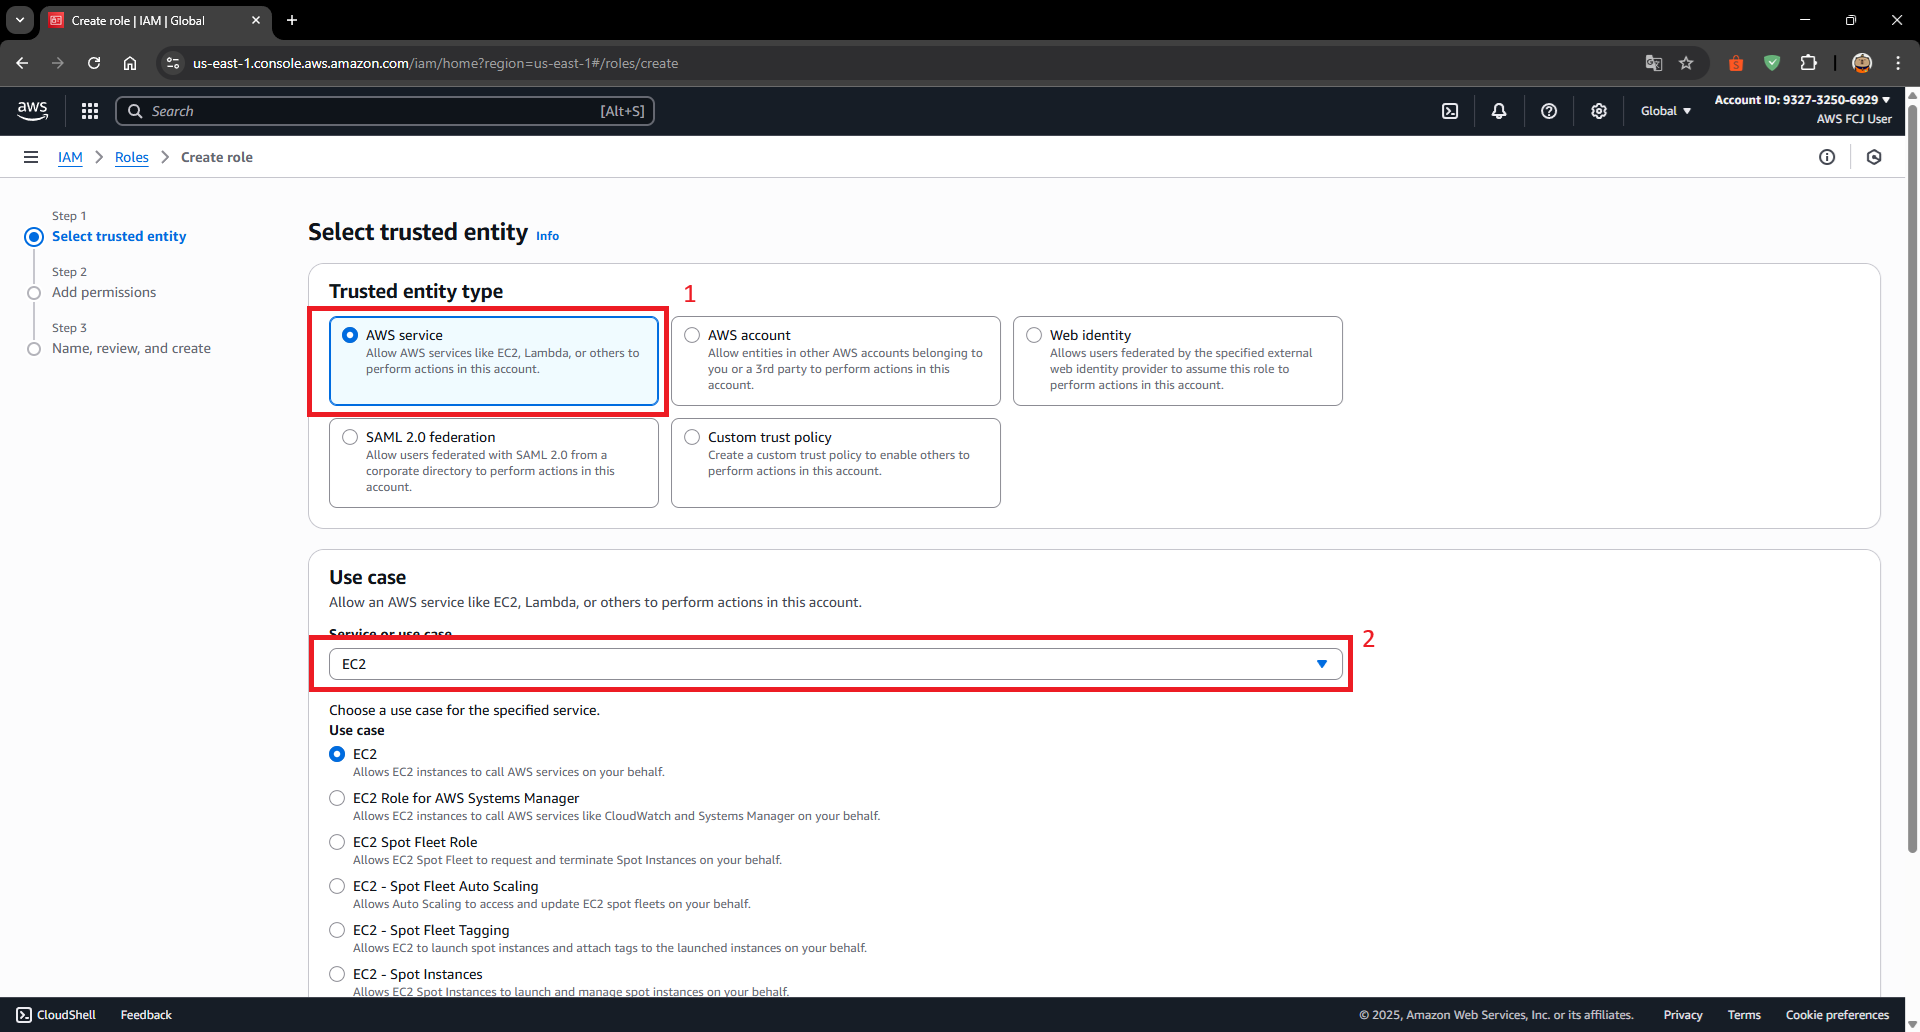 Create role | IAM | Global
us-east-1.console.aws.amazon.com/iam/home?region=us-east-1#/roles/create
aws
Search
[Alt+S]
Global
Account ID: 9327-3250-6929
AWS FCJ User
IAM
Roles
Create role
Step 1
Select trusted entity
Step 2
Add permissions
Step 3
Name, review, and create
Select trusted entity Info
Trusted entity type
1
AWS service
Allow AWS services like EC2, Lambda, or others to
perform actions in this account.
AWS account
Allow entities in other AWS accounts belonging to
you or a 3rd party to perform actions in this
account.
Web identity
Allows users federated by the specified external
web identity provider to assume this role to
perform actions in this account.
SAML 2.0 federation
Allow users federated with SAML 2.0 from a
corporate directory to perform actions in this
account.
Custom trust policy
Create a custom trust policy to enable others to
perform actions in this account.
Use case
Allow an AWS service like EC2, Lambda, or others to perform actions in this account.
Service or use case
2
EC2
Choose a use case for the specified service.
Use case
EC2
Allows EC2 instances to call AWS services on your behalf.
EC2 Role for AWS Systems Manager
Allows EC2 instances to call AWS services like CloudWatch and Systems Manager on your behalf.
EC2 Spot Fleet Role
Allows EC2 Spot Fleet to request and terminate Spot Instances on your behalf.
EC2 - Spot Fleet Auto Scaling
Allows Auto Scaling to access and update EC2 spot fleets on your behalf.
EC2 - Spot Fleet Tagging
Allows EC2 to launch spot instances and attach tags to the launched instances on your behalf.
EC2 - Spot Instances
Allows EC2 Spot Instances to launch and manage spot instances on your behalf.
CloudShell
Feedback
© 2025, Amazon Web Services, Inc. or its affiliates.
Privacy
Terms
Cookie preferences